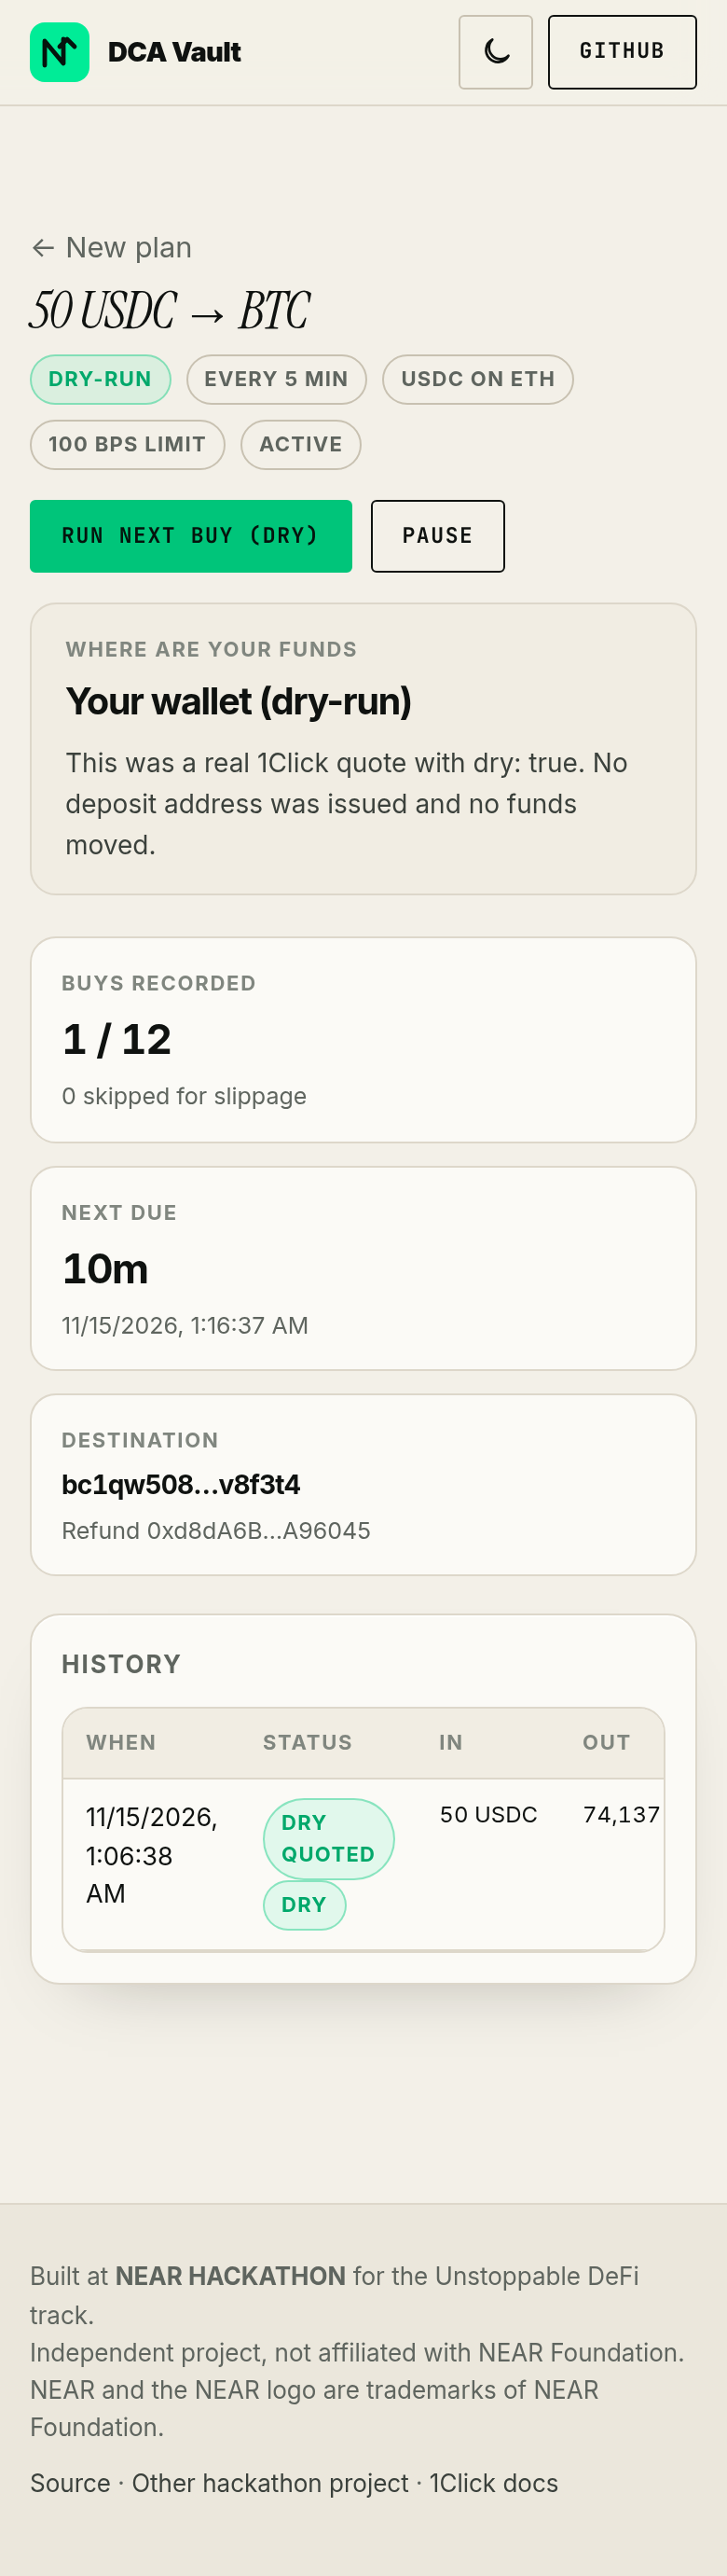 DCA Vault
GITHUB
← New plan
50 USDC → BTC
DRY-RUN
EVERY 5 MIN
USDC ON ETH
100 BPS LIMIT
ACTIVE
RUN NEXT BUY (DRY)
PAUSE
WHERE ARE YOUR FUNDS
Your wallet (dry-run)
This was a real 1Click quote with dry: true. No
deposit address was issued and no funds
moved.
BUYS RECORDED
1 / 12
0 skipped for slippage
NEXT DUE
10m
11/15/2026, 1:16:37 AM
DESTINATION
bc1qw508…v8f3t4
Refund 0xd8dA6B…A96045
HISTORY
WHEN STATUS IN OUT
11/15/2026,
1:06:38
AM
DRY
QUOTED
DRY
50 USDC
74,137
Built at NEAR HACKATHON for the Unstoppable DeFi
track.
Independent project, not affiliated with NEAR Foundation.
NEAR and the NEAR logo are trademarks of NEAR
Foundation.
Source · Other hackathon project · 1Click docs